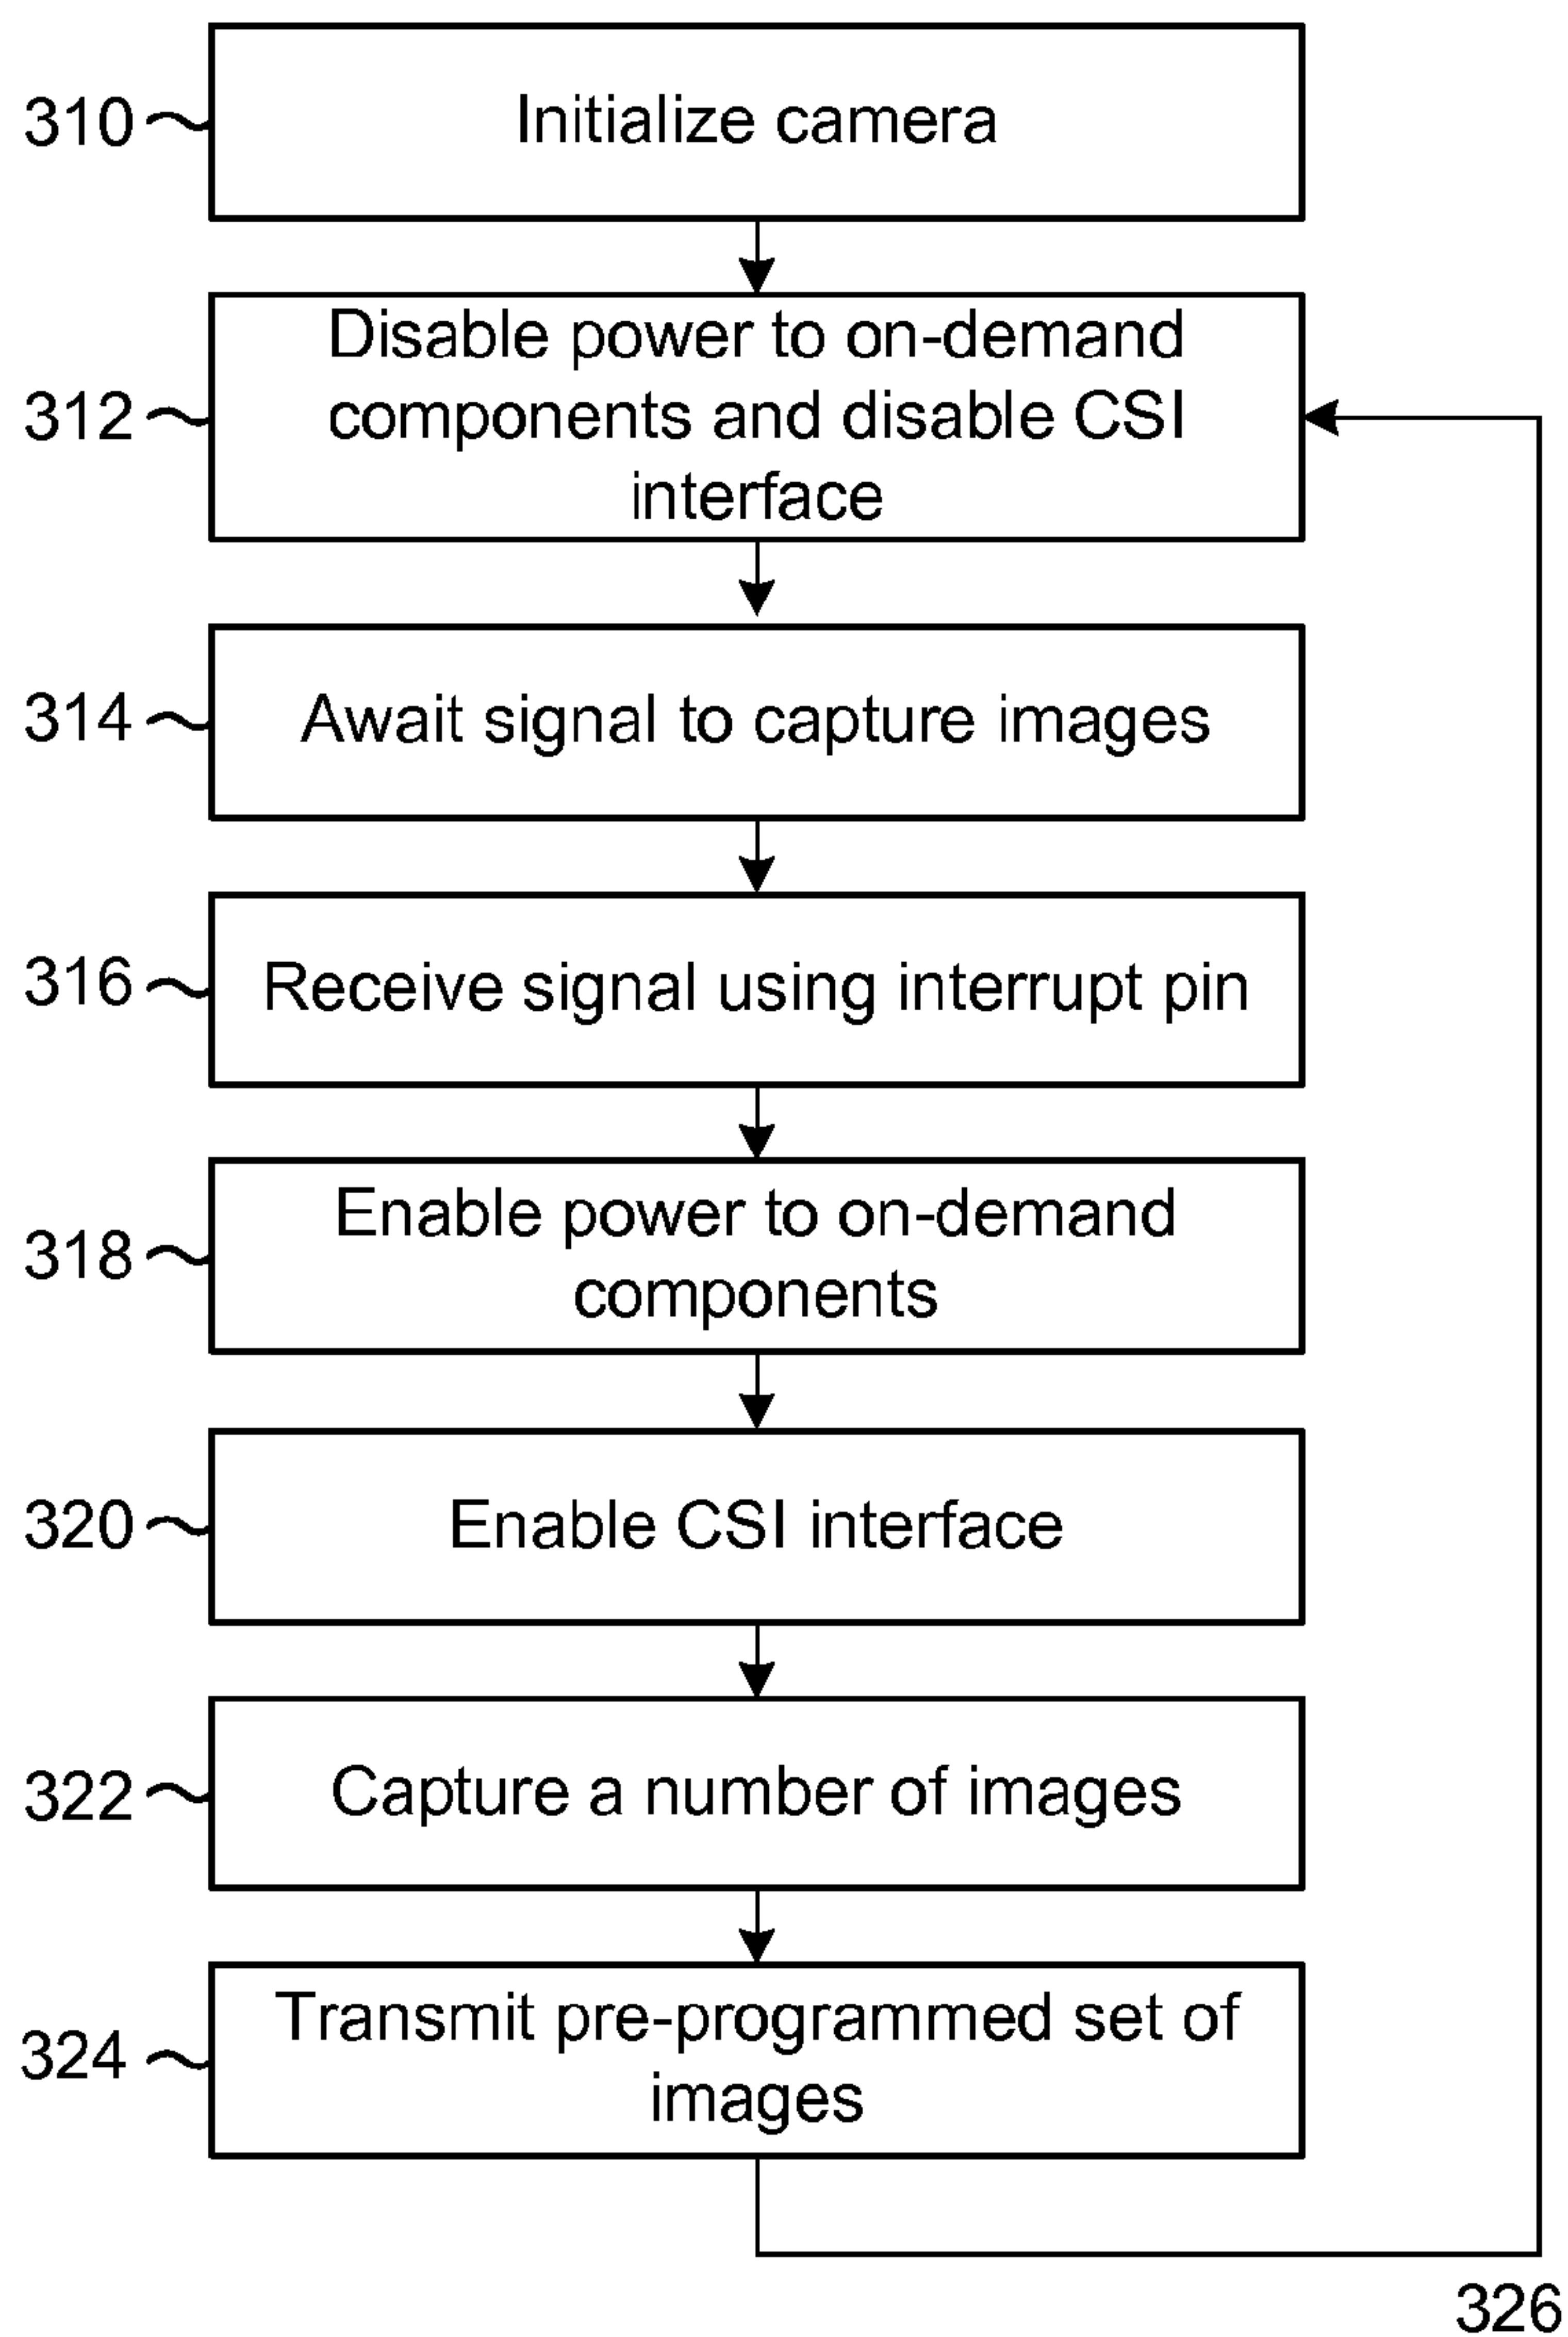 310
Initialize camera
312
Disable power to on-demand
components and disable CSI
interface
314
Await signal to capture images
316
Receive signal using interrupt pin
318
Enable power to on-demand
components
320
Enable CSI interface
322
Capture a number of images
324
Transmit pre-programmed set of
images
326